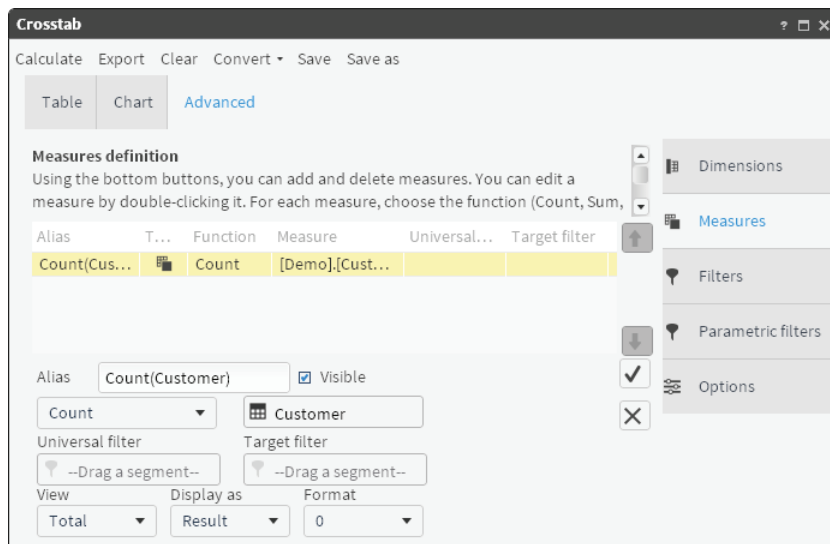 Crosstab
Calculate Export Clear Convert Save Save as
Table Chart Advanced
Measures definition
Using the bottom buttons, you can add and delete measures. You can edit a
measure by double-clicking it. For each measure, choose the function (Count, Sum,
Alias T... Function Measure Universal... Target filter
Count(Cus... Count [Demo].[Cust...
Alias Count(Customer) Visible
Count Customer
Universal filter Target filter
--Drag a segment-- --Drag a segment--
View Display as Format
Total Result 0
Dimensions
Measures
Filters
Parametric filters
Options